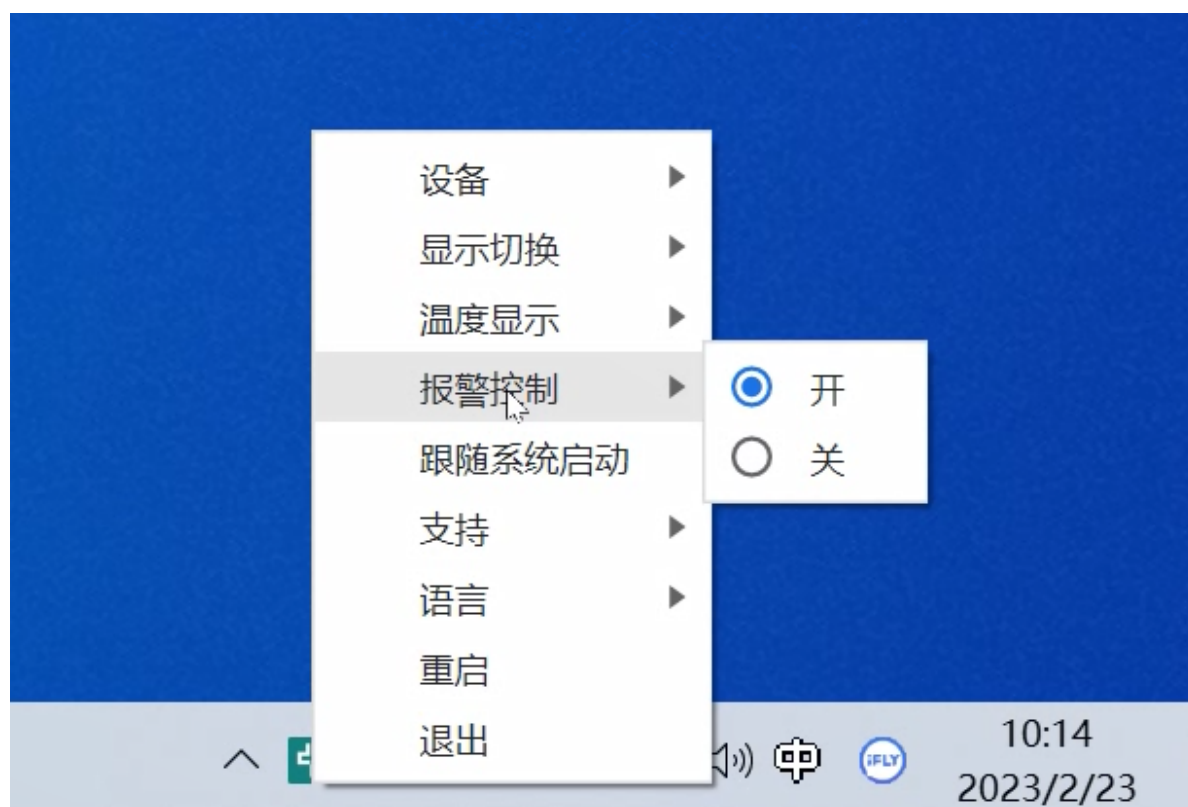 设备
显示切换
温度显示
报警控制
开
关
跟随系统启动
支持
语言
重启
退出
中
iFLY
10:14
2023/2/23